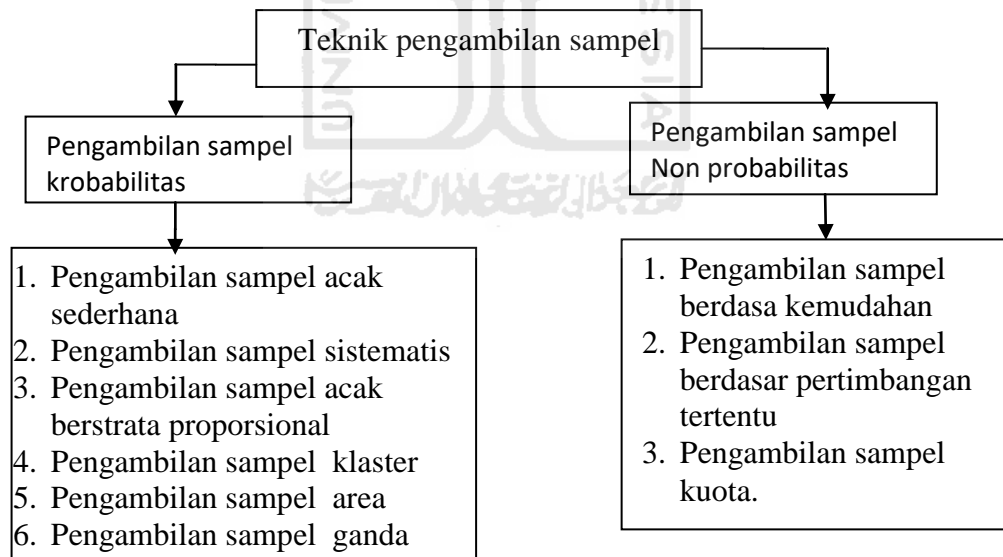 Teknik pengambilan sampel
Pengambilan sampel
krobabilitas
Pengambilan sampel
Non probabilitas
1. Pengambilan sampel acak
sederhana
2. Pengambilan sampel sistematis
3. Pengambilan sampel acak
berstrata proporsional
4. Pengambilan sampel klaster
5. Pengambilan sampel area
6. Pengambilan sampel ganda
1. Pengambilan sampel
berdasa kemudahan
2. Pengambilan sampel
berdasar pertimbangan
tertentu
3. Pengambilan sampel
kuota.